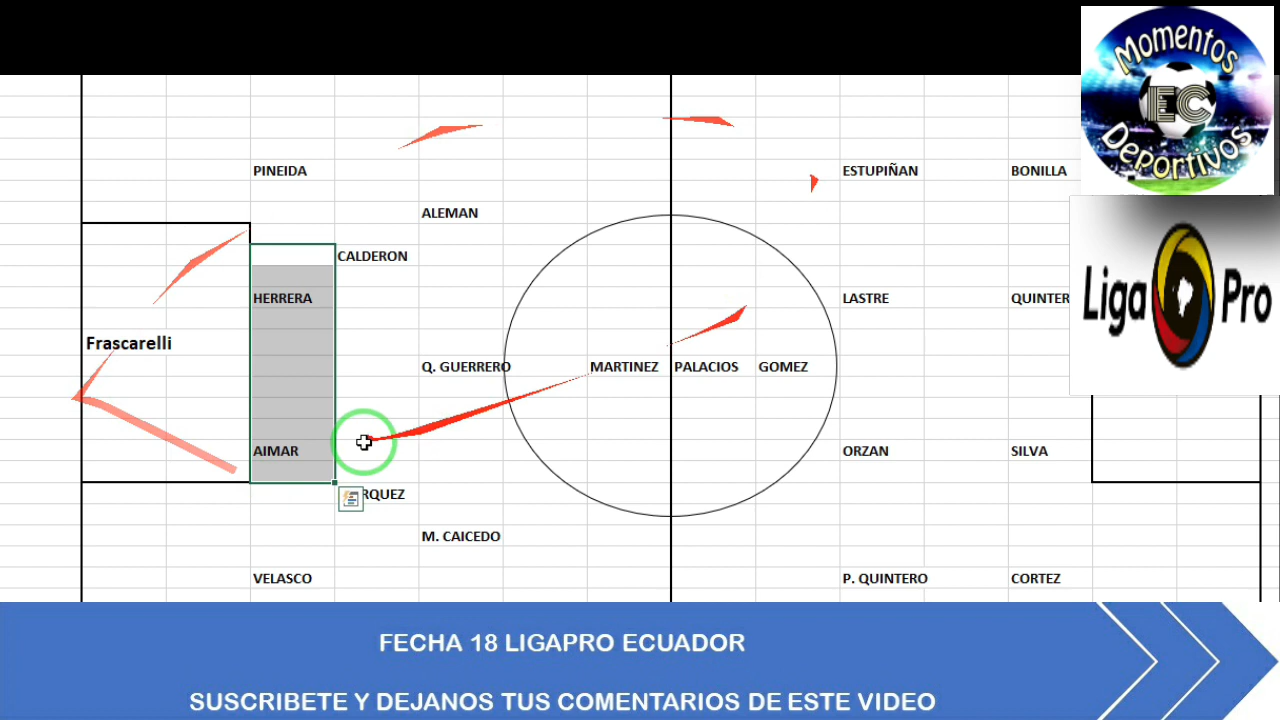 Momentos
EC
Deportivos
PINEIDA
ESTUPIÑAN
BONILLA
ALEMAN
CALDERON
HERRERA
LASTRE
QUINTER
Liga Pro
Frascarelli
Q. GUERRERO
MARTINEZ
PALACIOS
GOMEZ
AIMAR
ORZAN
SILVA
RQUEZ
M. CAICEDO
VELASCO
P. QUINTERO
CORTEZ
FECHA 18 LIGAPRO ECUADOR
SUSCRIBETE Y DEJANOS TUS COMENTARIOS DE ESTE VIDEO